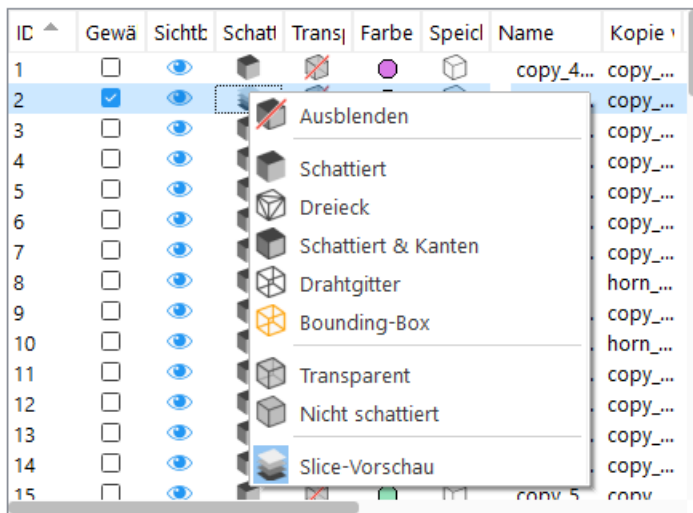 ID Gewä Sichtb Schatt Trans Farbe Speicl Name Kopie
1 copy_4... copy_...
2 copy_...
Ausblenden
3 copy_...
4 copy_...
Schattiert
5 copy_...
Dreieck
6 copy_...
7 copy_...
Schattiert & Kanten
8 horn_...
Drahtgitter
9 copy_...
Bounding-Box
10 horn_...
11 copy_...
Transparent
12 copy_...
Nicht schattiert
13 copy_...
14 copy_...
Slice-Vorschau
15 copy_5 copy